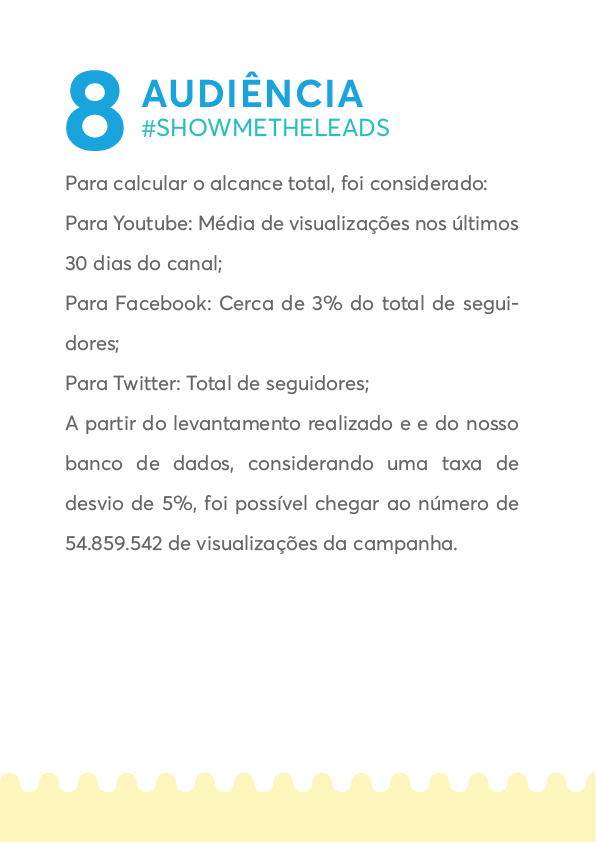 8 AUDIÊNCIA
#SHOWMETHELEADS
Para calcular o alcance total, foi considerado:
Para Youtube: Média de visualizações nos últimos
30 dias do canal;
Para Facebook: Cerca de 3% do total de segui-
dores;
Para Twitter: Total de seguidores;
A partir do levantamento realizado e e do nosso
banco de dados, considerando uma taxa de
desvio de 5%, foi possível chegar ao número de
54.859.542 de visualizações da campanha.